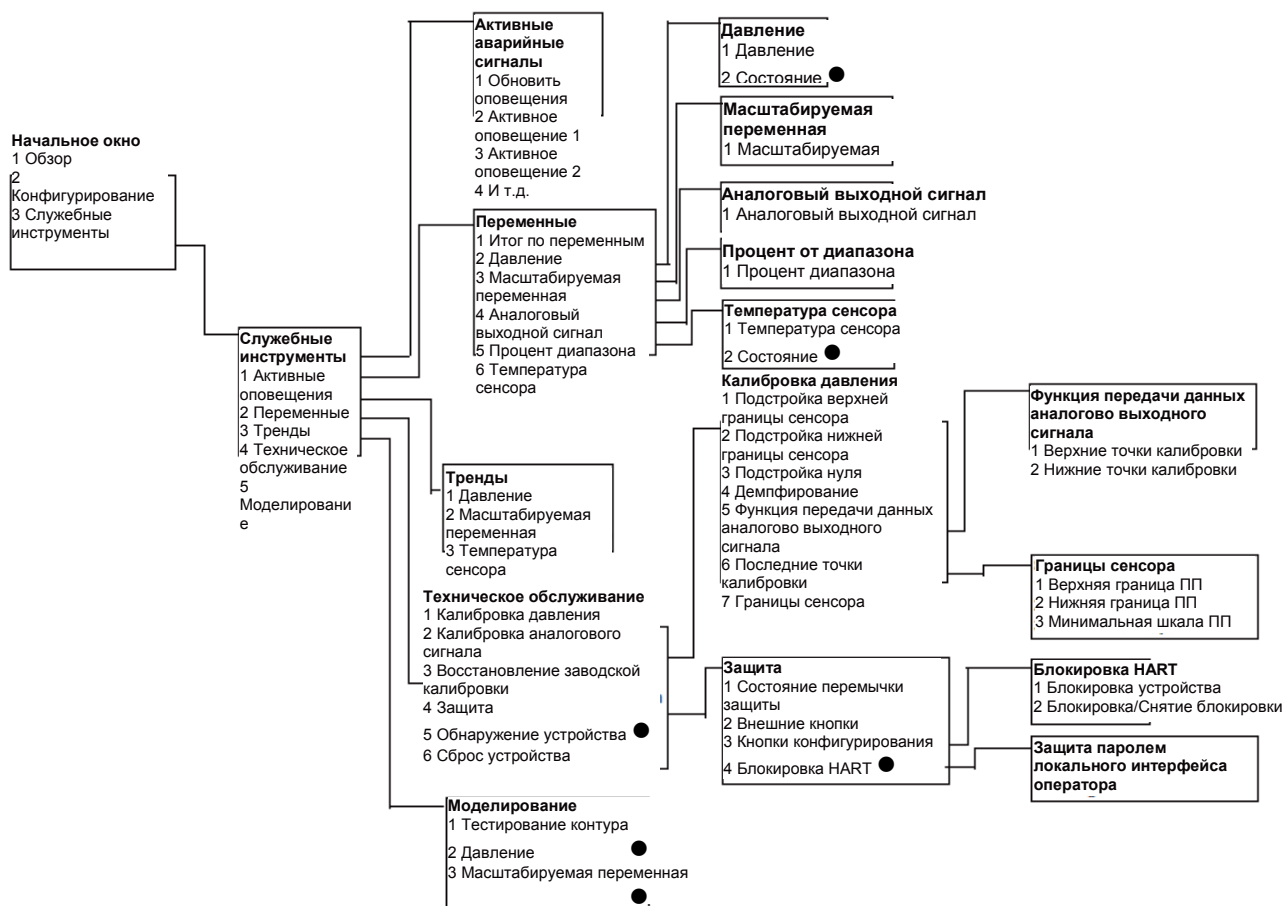 Начальное окно
1 Обзор
2
Конфигурирование
3 Служебные
инструменты
Служебные
инструменты
1 Активные
оповещения
2 Переменные
3 Тренды
4 Техническое
обслуживание
5
Моделировани
е
Активные
аварийные
сигналы
1 Обновить
оповещения
2 Активное
оповещение 1
3 Активное
оповещение 2
4 И т.д.
Переменные
1 Итог по переменным
2 Давление
3 Масштабируемая
переменная
4 Аналоговый
выходной сигнал
5 Процент диапазона
6 Температура
сенсора
Тренды
1 Давление
2 Масштабируемая
переменная
3 Температура
сенсора
Техническое обслуживание
1 Калибровка давления
2 Калибровка аналогового
сигнала
3 Восстановление заводской
калибровки
4 Защита
5 Обнаружение устройства
6 Сброс устройства
Моделирование
1 Тестирование контура
2 Давление
3 Масштабируемая переменная
Давление
1 Давление
2 Состояние
Масштабируемая
переменная
1 Масштабируемая
Аналоговый выходной сигнал
1 Аналоговый выходной сигнал
Процент от диапазона
1 Процент диапазона
Температура сенсора
1 Температура сенсора
2 Состояние
Калибровка давления
1 Подстройка верхней
границы сенсора
2 Подстройка нижней
границы сенсора
3 Подстройка нуля
4 Демпфирование
5 Функция передачи данных
аналогово выходного
сигнала
6 Последние точки
калибровки
7 Границы сенсора
Защита
1 Состояние перемычки
защиты
2 Внешние кнопки
3 Кнопки конфигурирования
4 Блокировка HART
Функция передачи данных
аналогово выходного
сигнала
1 Верхние точки калибровки
2 Нижние точки калибровки
Границы сенсора
1 Верхняя граница ПП
2 Нижняя граница ПП
3 Минимальная шкала ПП
Блокировка HART
1 Блокировка устройства
2 Блокировка/Снятие блокировки
Защита паролем
локального интерфейса
оператора